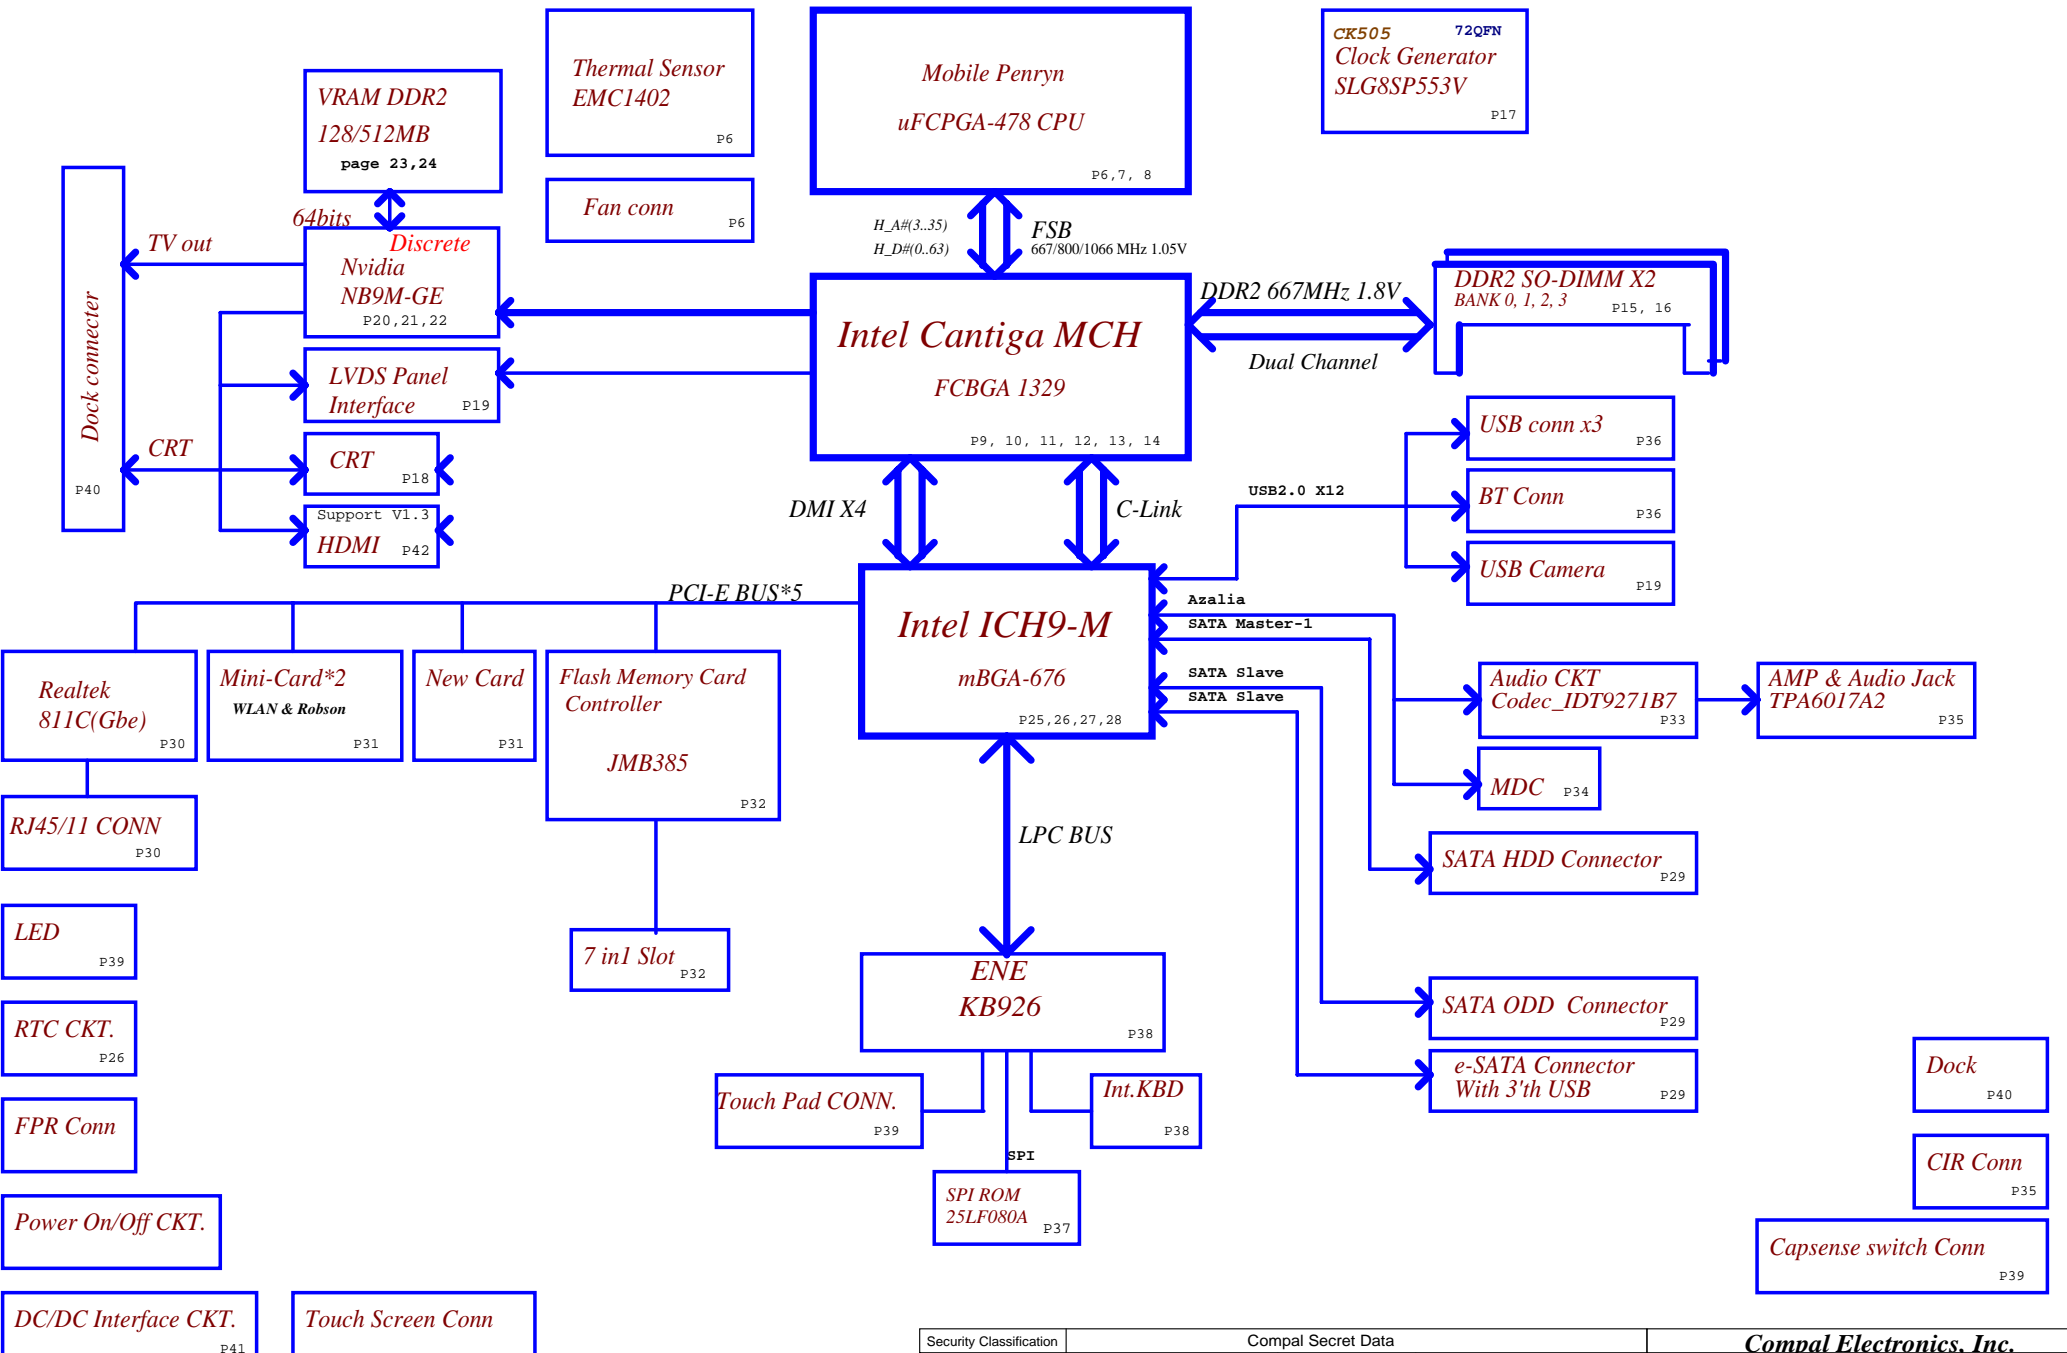 CK505 72QFN
Clock Generator
SLG8SP553V
P17
Thermal Sensor
EMC1402
P6
Mobile Penryn
uFCPGA-478 CPU
P6,7, 8
VRAM DDR2
128/512MB
page 23,24
Fan conn
P6
64bits
TV out
Discrete
Nvidia
NB9M-GE
P20,21,22
H_A#(3..35)
H_D#(0..63)
FSB
667/800/1066 MHz 1.05V
DDR2 667MHz 1.8V
Dual Channel
DDR2 SO-DIMM X2
BANK 0, 1, 2, 3
P15, 16
Intel Cantiga MCH
FCBGA 1329
P9, 10, 11, 12, 13, 14
Dock connecter
P40
LVDS Panel
Interface
P19
CRT
CRT
P18
Support V1.3
HDMI
P42
DMI X4
C-Link
USB2.0 X12
USB conn x3
P36
BT Conn
P36
USB Camera
P19
PCI-E BUS*5
Intel ICH9-M
mBGA-676
P25,26,27,28
Azalia
SATA Master-1
SATA Slave
SATA Slave
Realtek
811C(Gbe)
P30
Mini-Card*2
WLAN & Robson
P31
New Card
P31
Flash Memory Card
Controller
JMB385
P32
Audio CKT
Codec_IDT9271B7
P33
AMP & Audio Jack
TPA6017A2
P35
MDC
P34
RJ45/11 CONN
P30
LPC BUS
SATA HDD Connector
P29
LED
P39
7 in1 Slot
P32
ENE
KB926
P38
SATA ODD  Connector
P29
RTC CKT.
P26
e-SATA Connector
With 3'th USB
P29
Dock
P40
Touch Pad CONN.
P39
Int.KBD
P38
FPR Conn
SPI
SPI ROM
25LF080A
P37
CIR Conn
P35
Power On/Off CKT.
Capsense switch Conn
P39
DC/DC Interface CKT.
P41
Touch Screen Conn
Security Classification
Compal Secret Data
Compal Electronics, Inc.